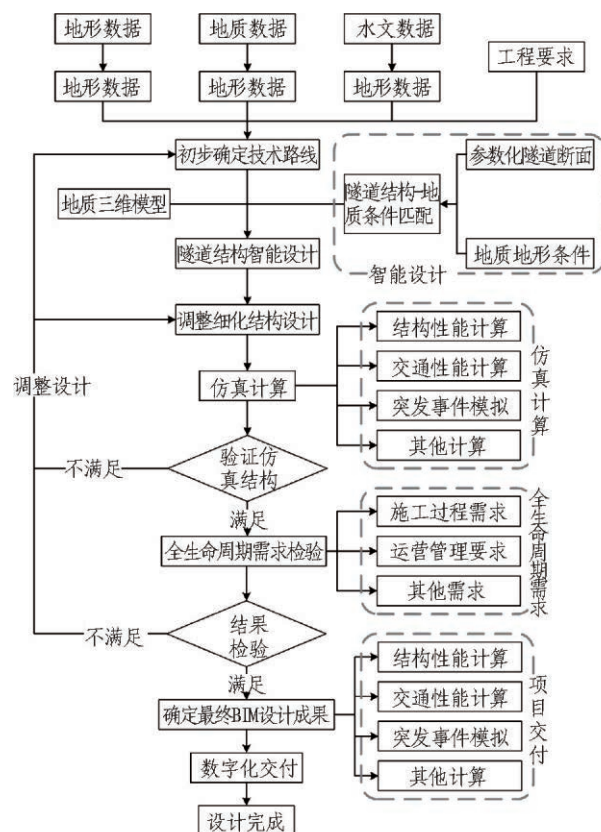 地形数据
地质数据
水文数据
工程要求
地形数据
地形数据
地形数据
初步确定技术路线
参数化隧道断面
地质三维模型
隧道结构-地
质条件匹配
隧道结构智能设计
地质地形条件
智能设计
调整细化结构设计
结构性能计算
交通性能计算
突发事件模拟
其他计算
仿真计算
调整设计
仿真计算
验证仿
真结构
不满足
满足
施工过程需求
运营管理要求
其他需求
全生命周期需求
全生命周期需求检验
结果
检验
不满足
满足
结构性能计算
交通性能计算
突发事件模拟
其他计算
项目交付
确定最终BIM设计成果
数字化交付
设计完成